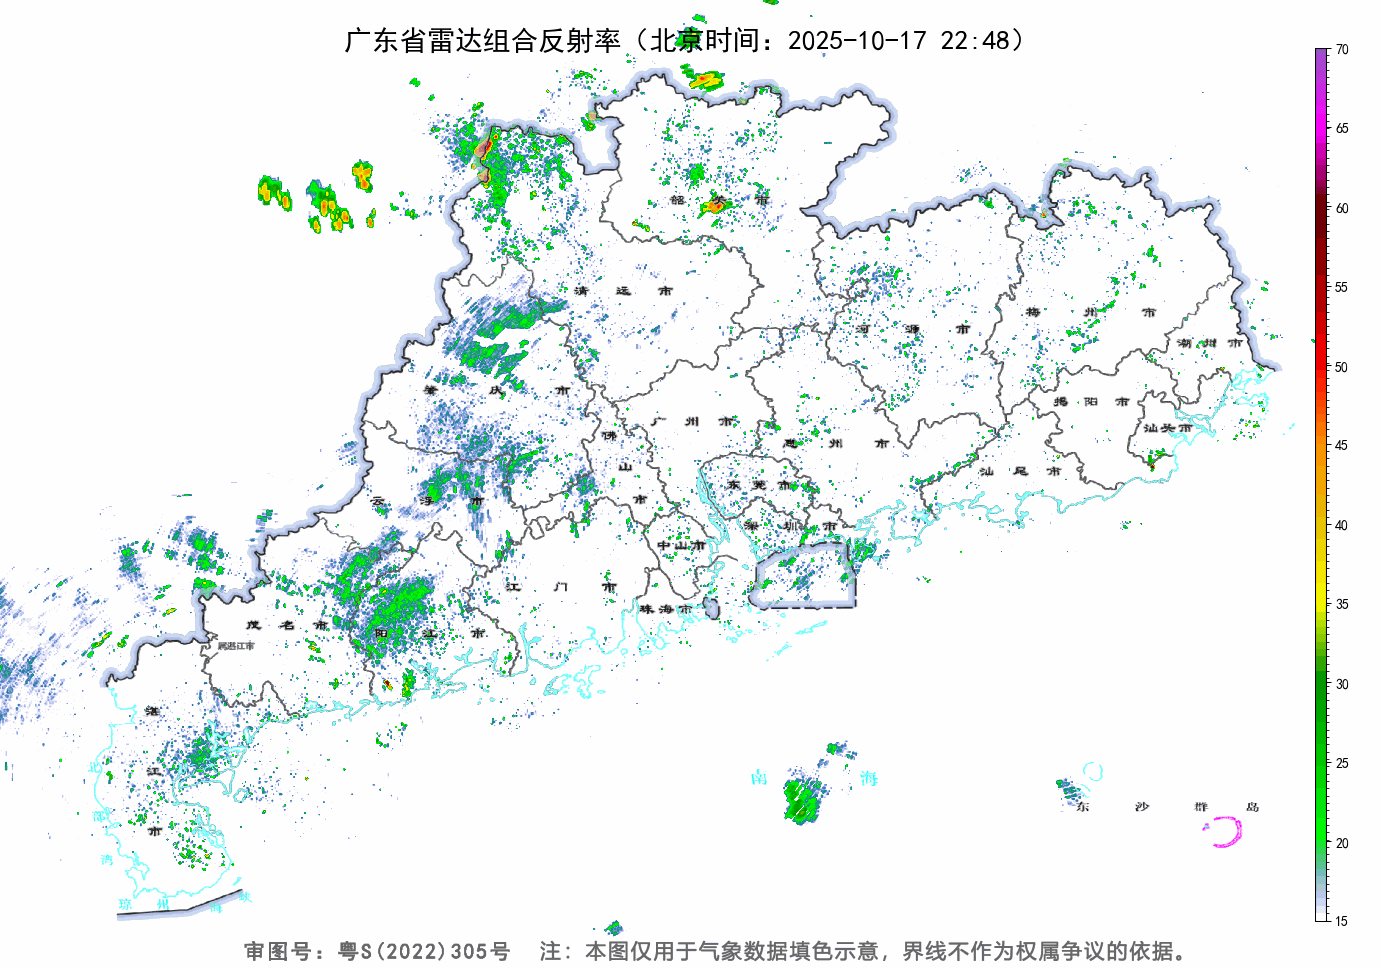 广东省雷达组合反射率（北京时间：2025-10-17 22:48）
70
65
60
55
50
45
40
35
30
25
20
15
韶关市
清远市
河源市
梅州市
潮州市
肇庆市
广州市
佛山市
惠州市
揭阳市
汕头市
汕尾市
云浮市
东莞市
深圳市
中山市
江门市
珠海市
茂名市
阳江市
属湛江市
湛江市
北部湾
琼州海峡
南海
东沙群岛
审图号：粤S(2022)305号 注：本图仅用于气象数据填色示意，界线不作为权属争议的依据。